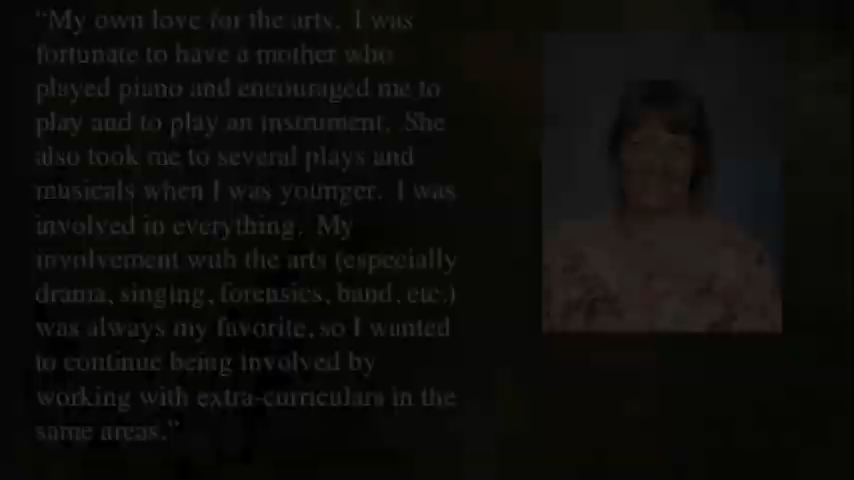 “My own love for the arts.  I was
fortunate to have a mother who
played piano and encouraged me to
play and to play an instrument.  She
also took me to several plays and
musicals when I was younger.  I was
involved in everything.  My
involvement with the arts (especially
drama, singing, forensics, band, etc.)
was always my favorite, so I wanted
to continue being involved by
working with extra-curriculars in the
same areas.”